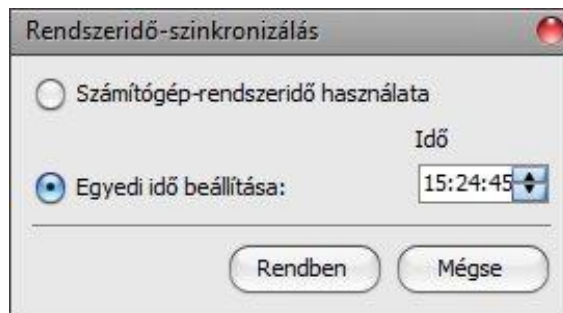 Rendszeridő-szinkronizálás
Számítógép-rendszeridő használata
Idő
Egyedi idő beállítása: 15:24:45
Rendben Mégse